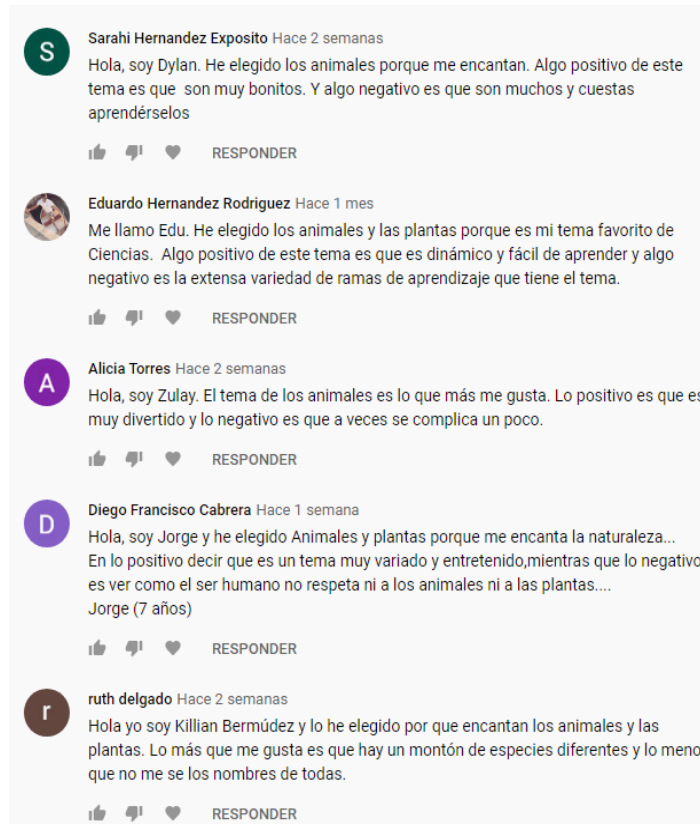 S
Sarahi Hernandez Exposito Hace 2 semanas
Hola, soy Dylan. He elegido los animales porque me encantan. Algo positivo de este
tema es que son muy bonitos. Y algo negativo es que son muchos y cuestas
aprendérselos
RESPONDER
Eduardo Hernandez Rodriguez Hace 1 mes
Me llamo Edu. He elegido los animales y las plantas porque es mi tema favorito de
Ciencias. Algo positivo de este tema es que es dinámico y fácil de aprender y algo
negativo es la extensa variedad de ramas de aprendizaje que tiene el tema.
RESPONDER
A
Alicia Torres Hace 2 semanas
Hola, soy Zulay. El tema de los animales es lo que más me gusta. Lo positivo es que es
muy divertido y lo negativo es que a veces se complica un poco.
RESPONDER
D
Diego Francisco Cabrera Hace 1 semana
Hola, soy Jorge y he elegido Animales y plantas porque me encanta la naturaleza...
En lo positivo decir que es un tema muy variado y entretenido,mientras que lo negativo
es ver como el ser humano no respeta ni a los animales ni a las plantas....
Jorge (7 años)
RESPONDER
r
ruth delgado Hace 2 semanas
Hola yo soy Killian Bermúdez y lo he elegido por que encantan los animales y las
plantas. Lo más que me gusta es que hay un montón de especies diferentes y lo meno
que no me se los nombres de todas.
RESPONDER